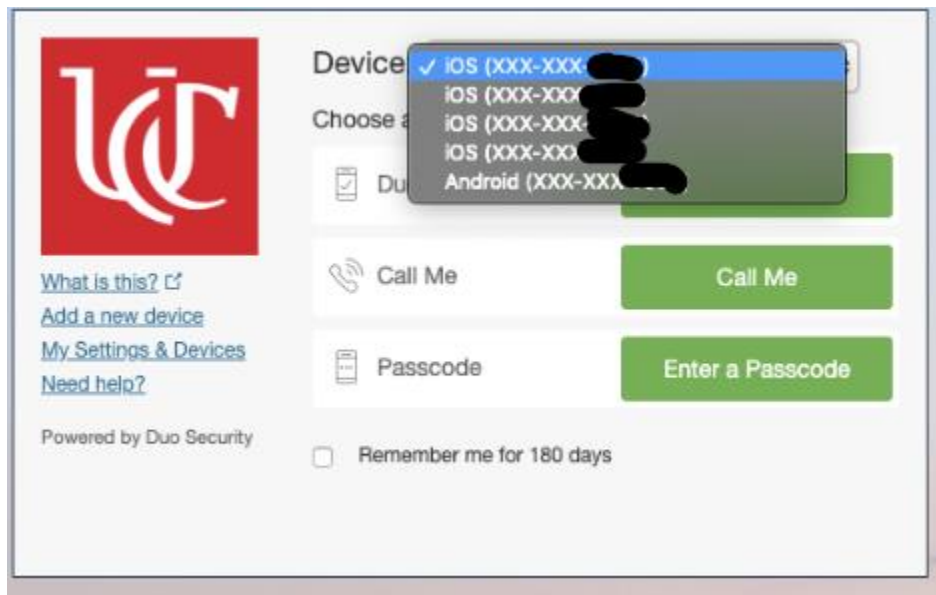 UC
Device
iOS (XXX-XXX-
iOS (XXX-XXX
iOS (XXX-XXX-
iOS (XXX-XXX
Android (XXX-XXX
Choose a
Du
Call Me
Call Me
Passcode
Enter a Passcode
Remember me for 180 days
What is this?
Add a new device
My Settings & Devices
Need help?
Powered by Duo Security